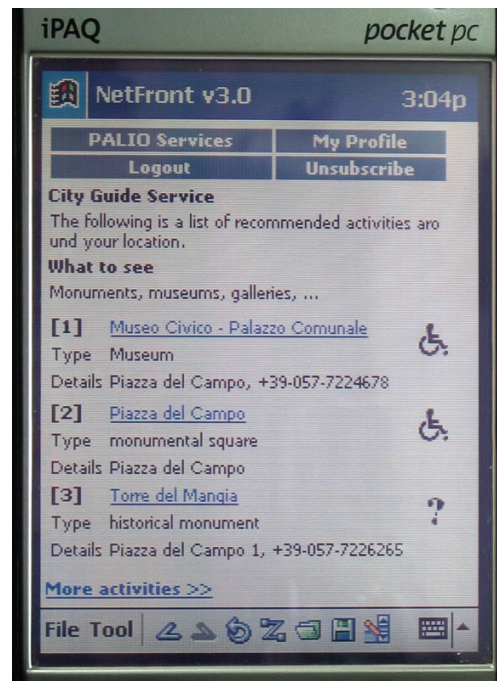 iPAQ pocket pc
NetFront v3.0 3:04p
PALIO Services My Profile
Logout Unsubscribe
City Guide Service
The following is a list of recommended activities aro
und your location.
What to see
Monuments, museums, galleries, ...
[1] Museo Civico - Palazzo Comunale
Type Museum
Details Piazza del Campo, +39-057-7224678
[2] Piazza del Campo
Type monumental square
Details Piazza del Campo
[3] Torre del Mangia
?
Type historical monument
Details Piazza del Campo 1, +39-057-7226265
More activities >>
File Tool